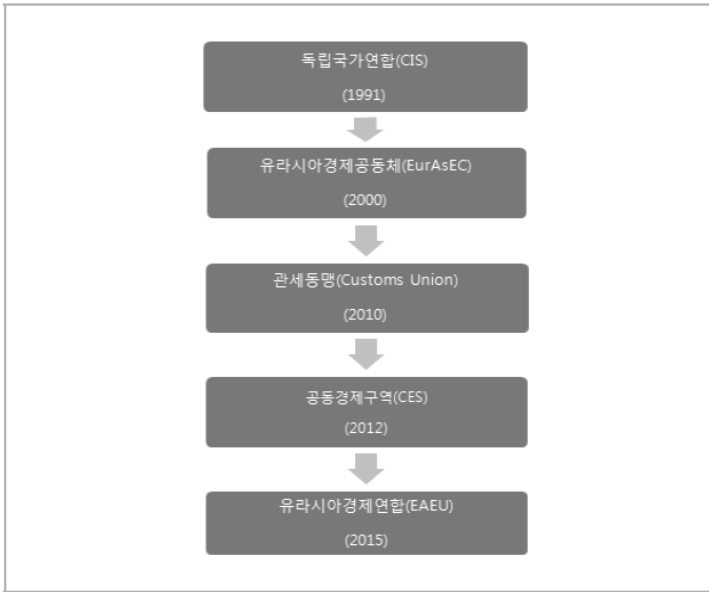 독립국가연합(CIS)
(1991)
유라시아경제공동체(EurAsEC)
(2000)
관세동맹(Customs Union)
(2010)
공동경제구역(CES)
(2012)
유라시아경제연합(EAEU)
(2015)